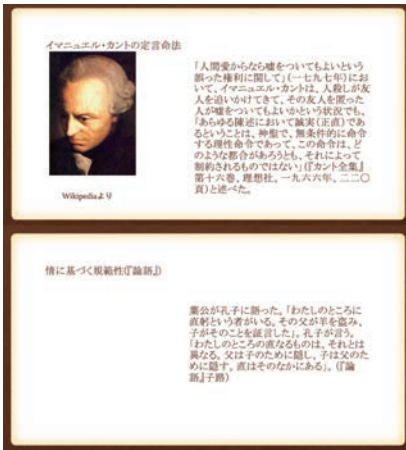 イマニュエル・カントの定言命法
「人間愛からなら嘘をついてもよいという
誤った権利に関して」(一七九七年)にお
いて、イマニュエル・カントは、人殺しが友
人を追いかけてきて、その友人を匿った
人が嘘をついてもよいかという状況でも、
「あらゆる陳述において誠実(正直)であ
るということは、神聖で、無条件的に命令
する理性命令であって、この命令は、ど
のような都合があろうとも、それによって
制約されるものではない」(『カント全集』
第十六巻、理想社、一九六六年、二二〇
頁)と述べた。
Wikipediaより
情に基づく規範性(『論語』)
葉公が孔子に語った。「わたしのところに
直躬という者がいる。その父が羊を盗み、
子がそのことを証言した」。孔子が言う。
「わたしのところの直なるものは、それとは
異なる。父は子のために隠し、子は父のた
めに隠す。直はそのなかにある」。(『論
語』子路)